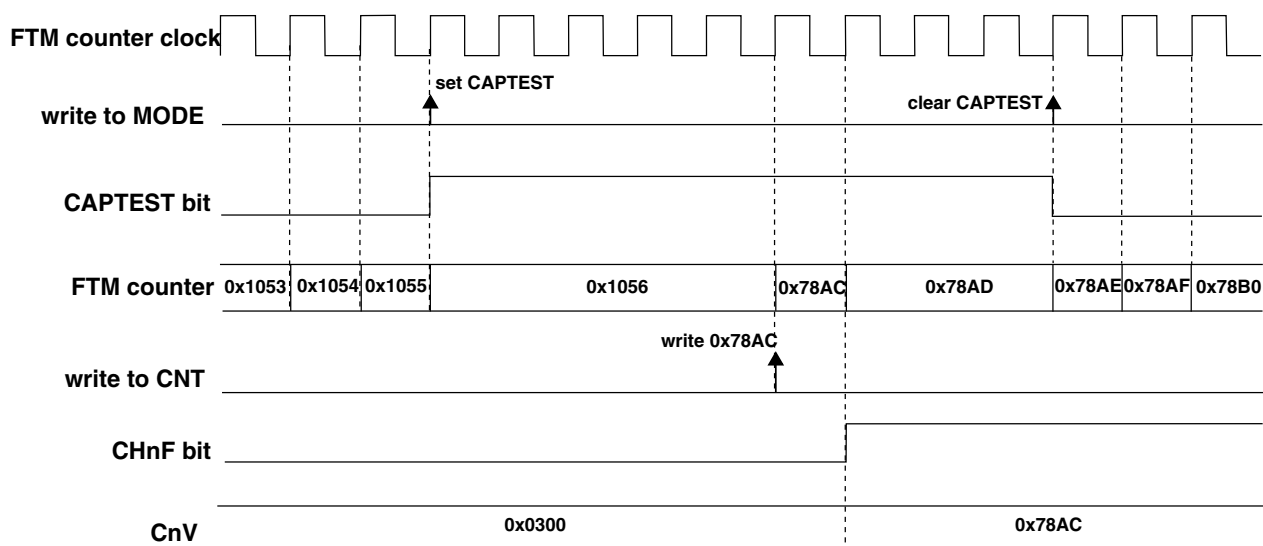 FTM counter clock
set CAPTEST
clear CAPTEST
write to MODE
CAPTEST bit
FTM counter 0x1053 0x1054 0x1055 0x1056 0x78AC 0x78AD 0x78AE 0x78AF 0x78B0
write 0x78AC
write to CNT
CHnF bit
CnV 0x0300 0x78AC